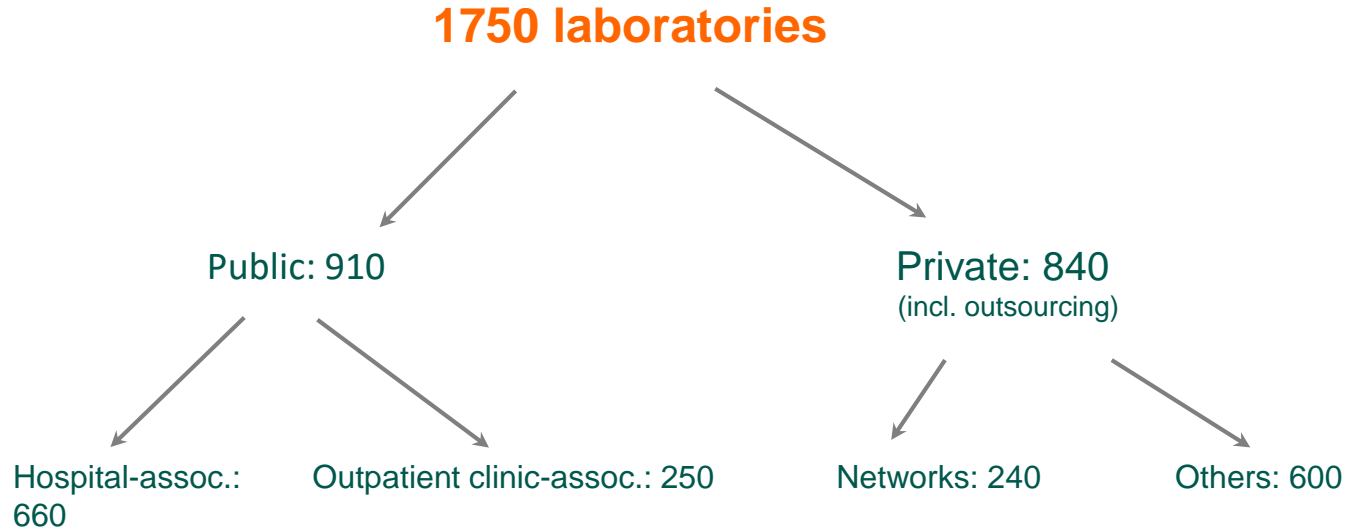 1750 laboratories
Public: 910
Private: 840
(incl. outsourcing)
Hospital-assoc.:
660
Outpatient clinic-assoc.: 250
Networks: 240
Others: 600